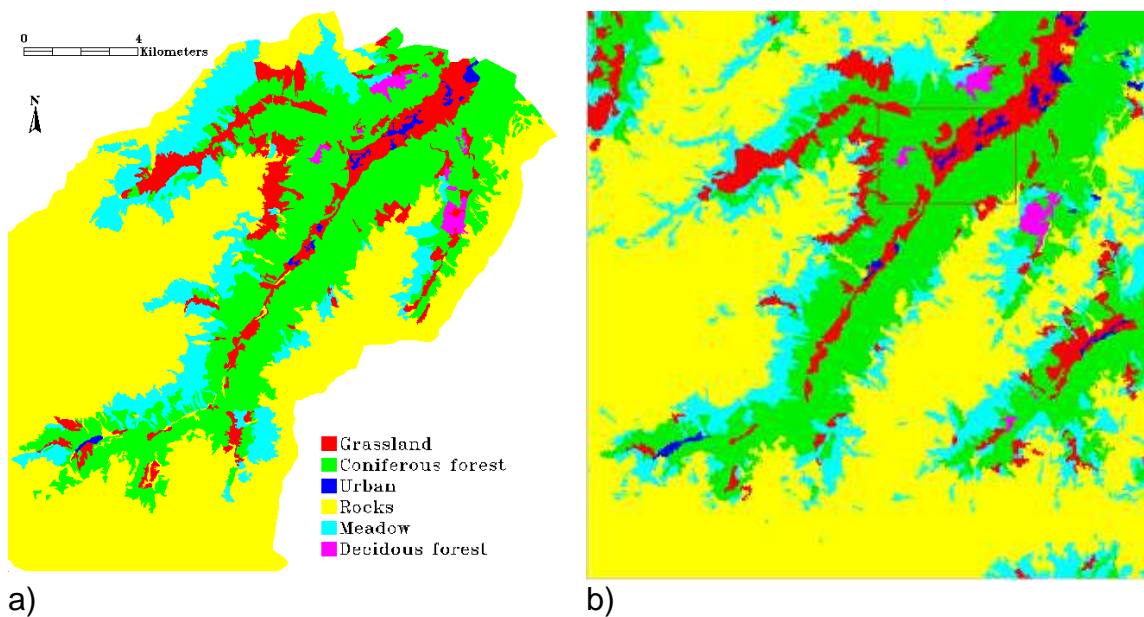 0 4
Kilometers
N
Grassland
Coniferous forest
Urban
Rocks
Meadow
Decidous forest
a) b)